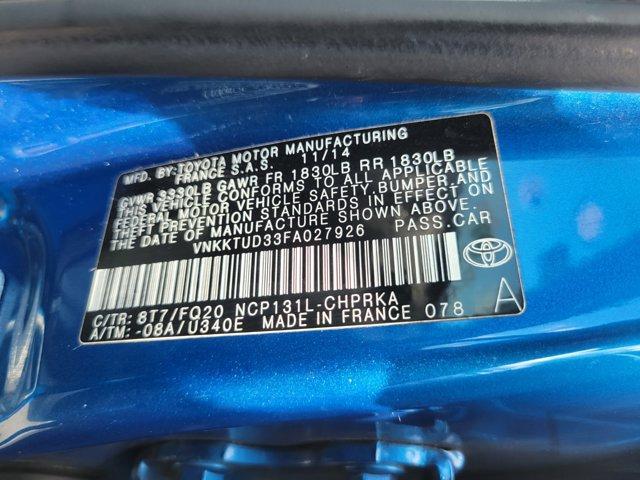 MFD. BY:TOYOTA MOTOR MANUFACTURING
FRANCE S.A.S. 11/14
GVWR 3330LB GAWR FR 1830LB RR 1830LB
THIS VEHICLE CONFORMS TO ALL APPLICABLE
FEDERAL MOTOR VEHICLE SAFETY, BUMPER AND
THEFT PREVENTION STANDARDS IN EFFECT ON
THE DATE OF MANUFACTURE SHOWN ABOVE.
VNKKTUD33FA027926 PASS.CAR
C/TR: 8T7/FQ20 NCP131L-CHPRKA A
A/TM: -08A/U340E MADE IN FRANCE 078